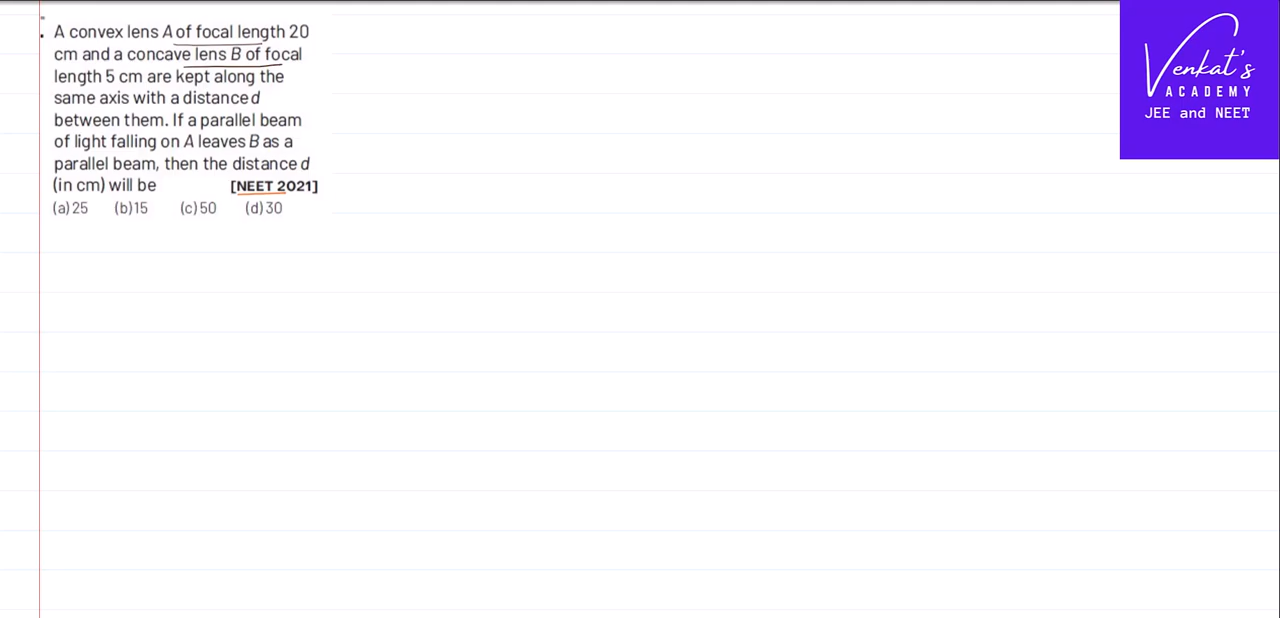 A convex lens A of focal length 20
cm and a concave lens B of focal
length 5 cm are kept along the
same axis with a distance d
between them. If a parallel beam
of light falling on A leaves B as a
parallel beam, then the distance d
(in cm) will be [NEET 2021]
(a) 25 (b) 15 (c) 50 (d) 30
Venkat's
ACADEMY
JEE and NEET